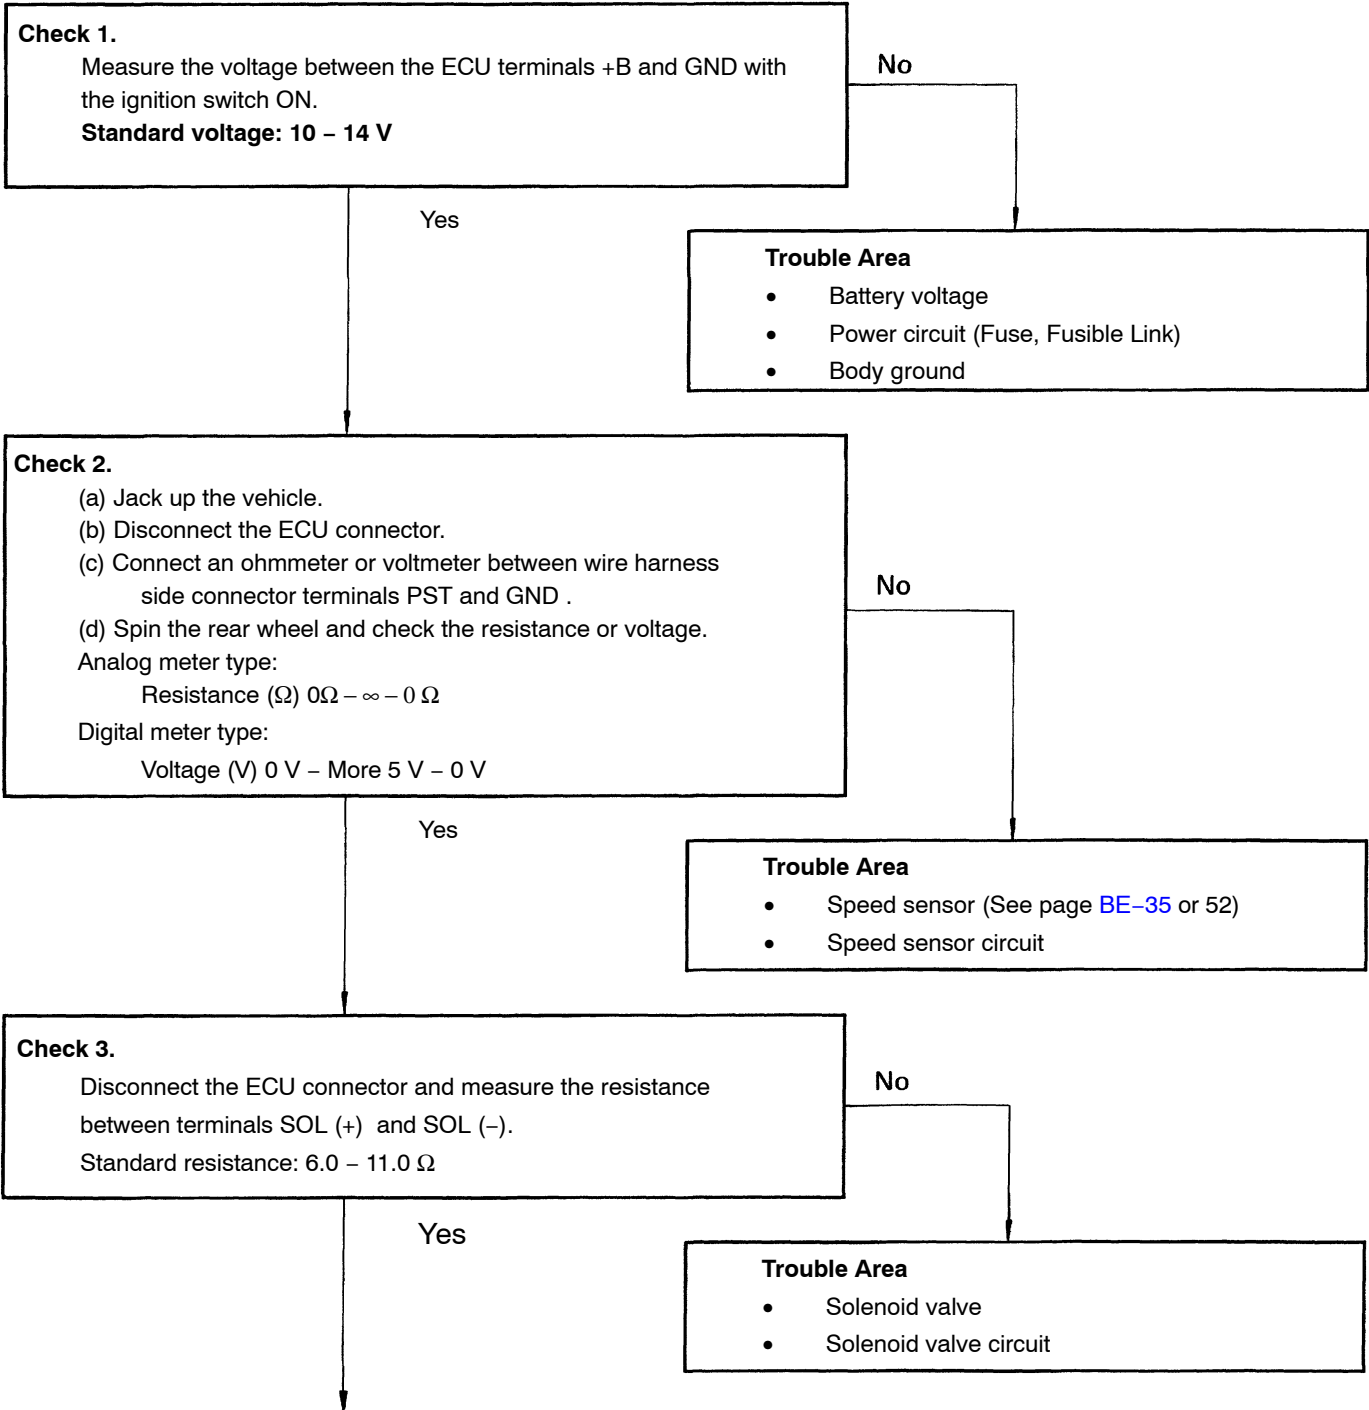 Check 1.
Measure the voltage between the ECU terminals +B and GND with
the ignition switch ON.
Standard voltage: 10 − 14 V
No
Yes
Trouble Area
• Battery voltage
• Power circuit (Fuse, Fusible Link)
• Body ground
Check 2.
(a) Jack up the vehicle.
(b) Disconnect the ECU connector.
(c) Connect an ohmmeter or voltmeter between wire harness
side connector terminals PST and GND .
(d) Spin the rear wheel and check the resistance or voltage.
Analog meter type:
Resistance (Ω) 0Ω – ∞ – 0 Ω
Digital meter type:
Voltage (V) 0 V − More 5 V − 0 V
No
Yes
Trouble Area
• Speed sensor (See page BE−35 or 52)
• Speed sensor circuit
Check 3.
Disconnect the ECU connector and measure the resistance
between terminals SOL (+) and SOL (−).
Standard resistance: 6.0 − 11.0 Ω
No
Yes
Trouble Area
• Solenoid valve
• Solenoid valve circuit